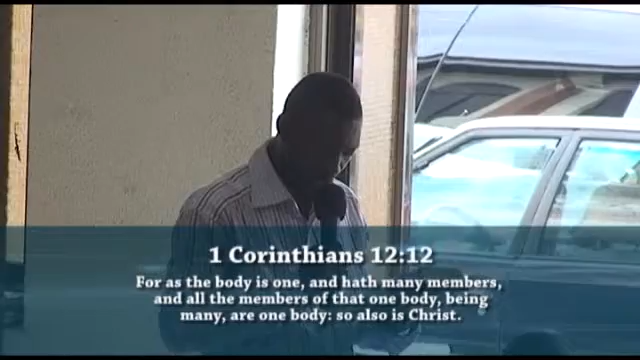 1 Corinthians 12:12
For as the body is one, and hath many members,
and all the members of that one body, being
many, are one body: so also is Christ.